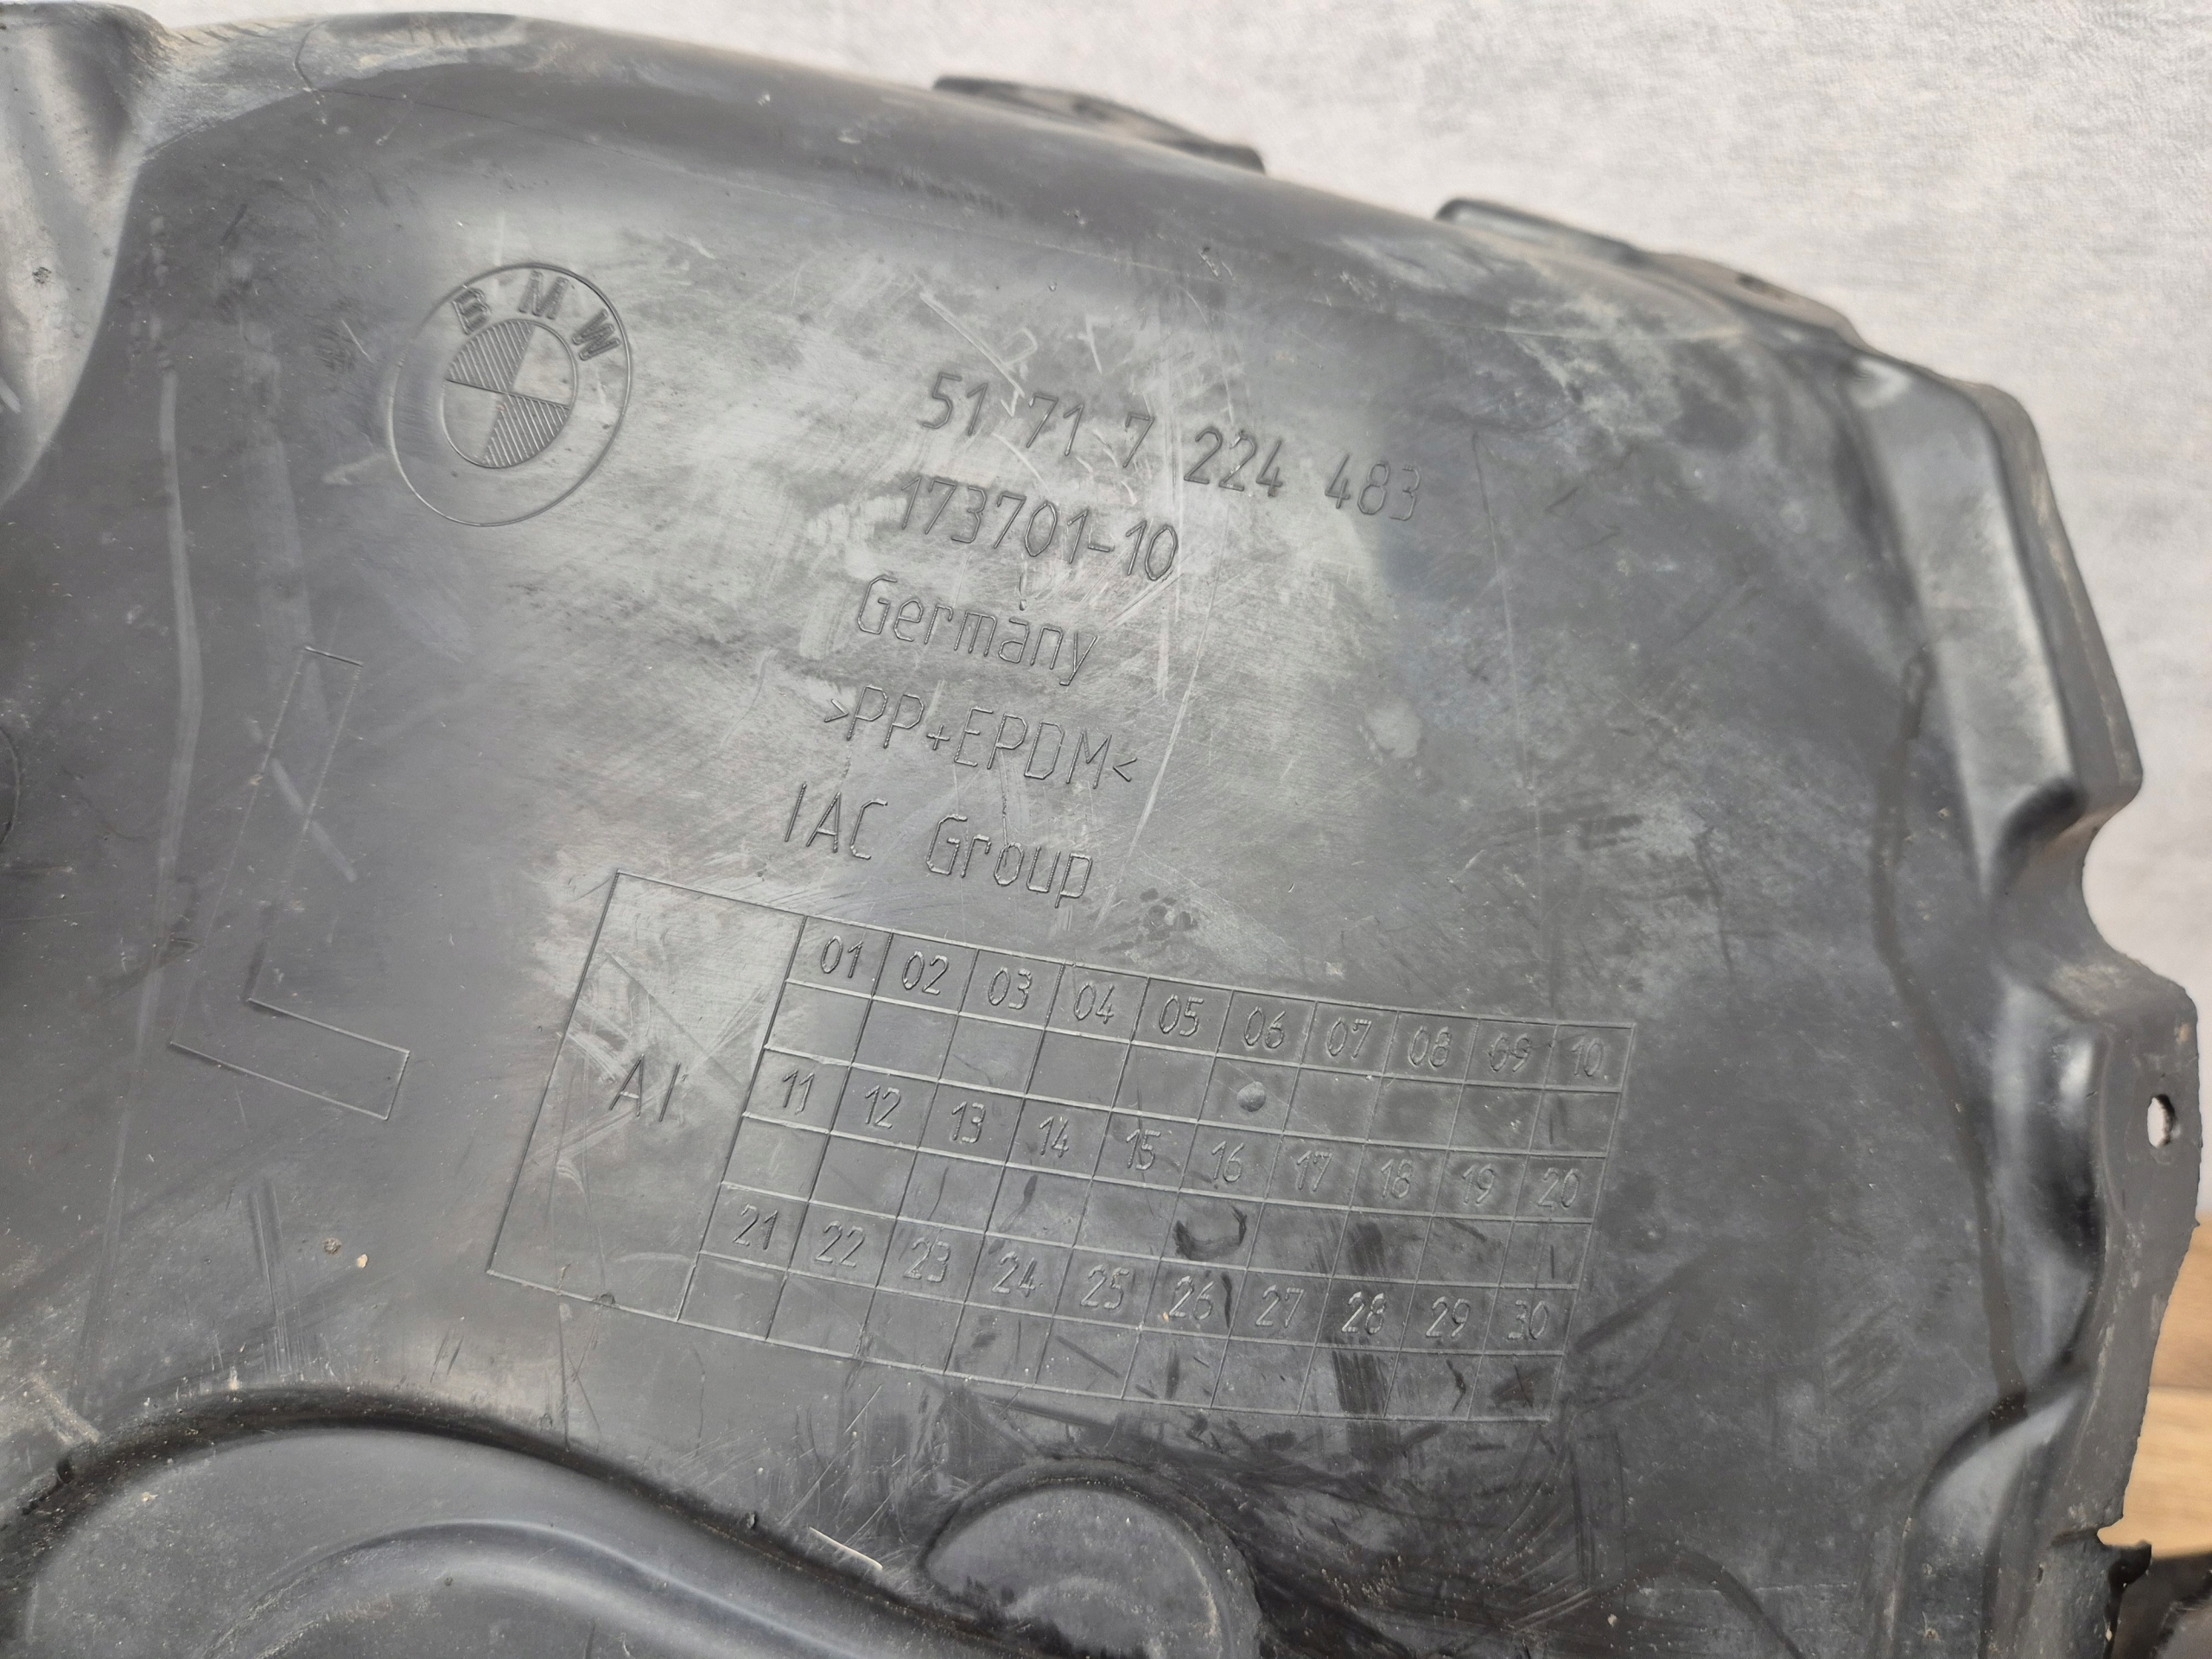 BMW
51 71 7 224 483
173701-10
Germany
>PP+EPDM<
IAC Group
L
AI
01 02 03 04 05 06 07 08 09 10
11 12 13 14 15 16 17 18 19 20
21 22 23 24 25 26 27 28 29 30